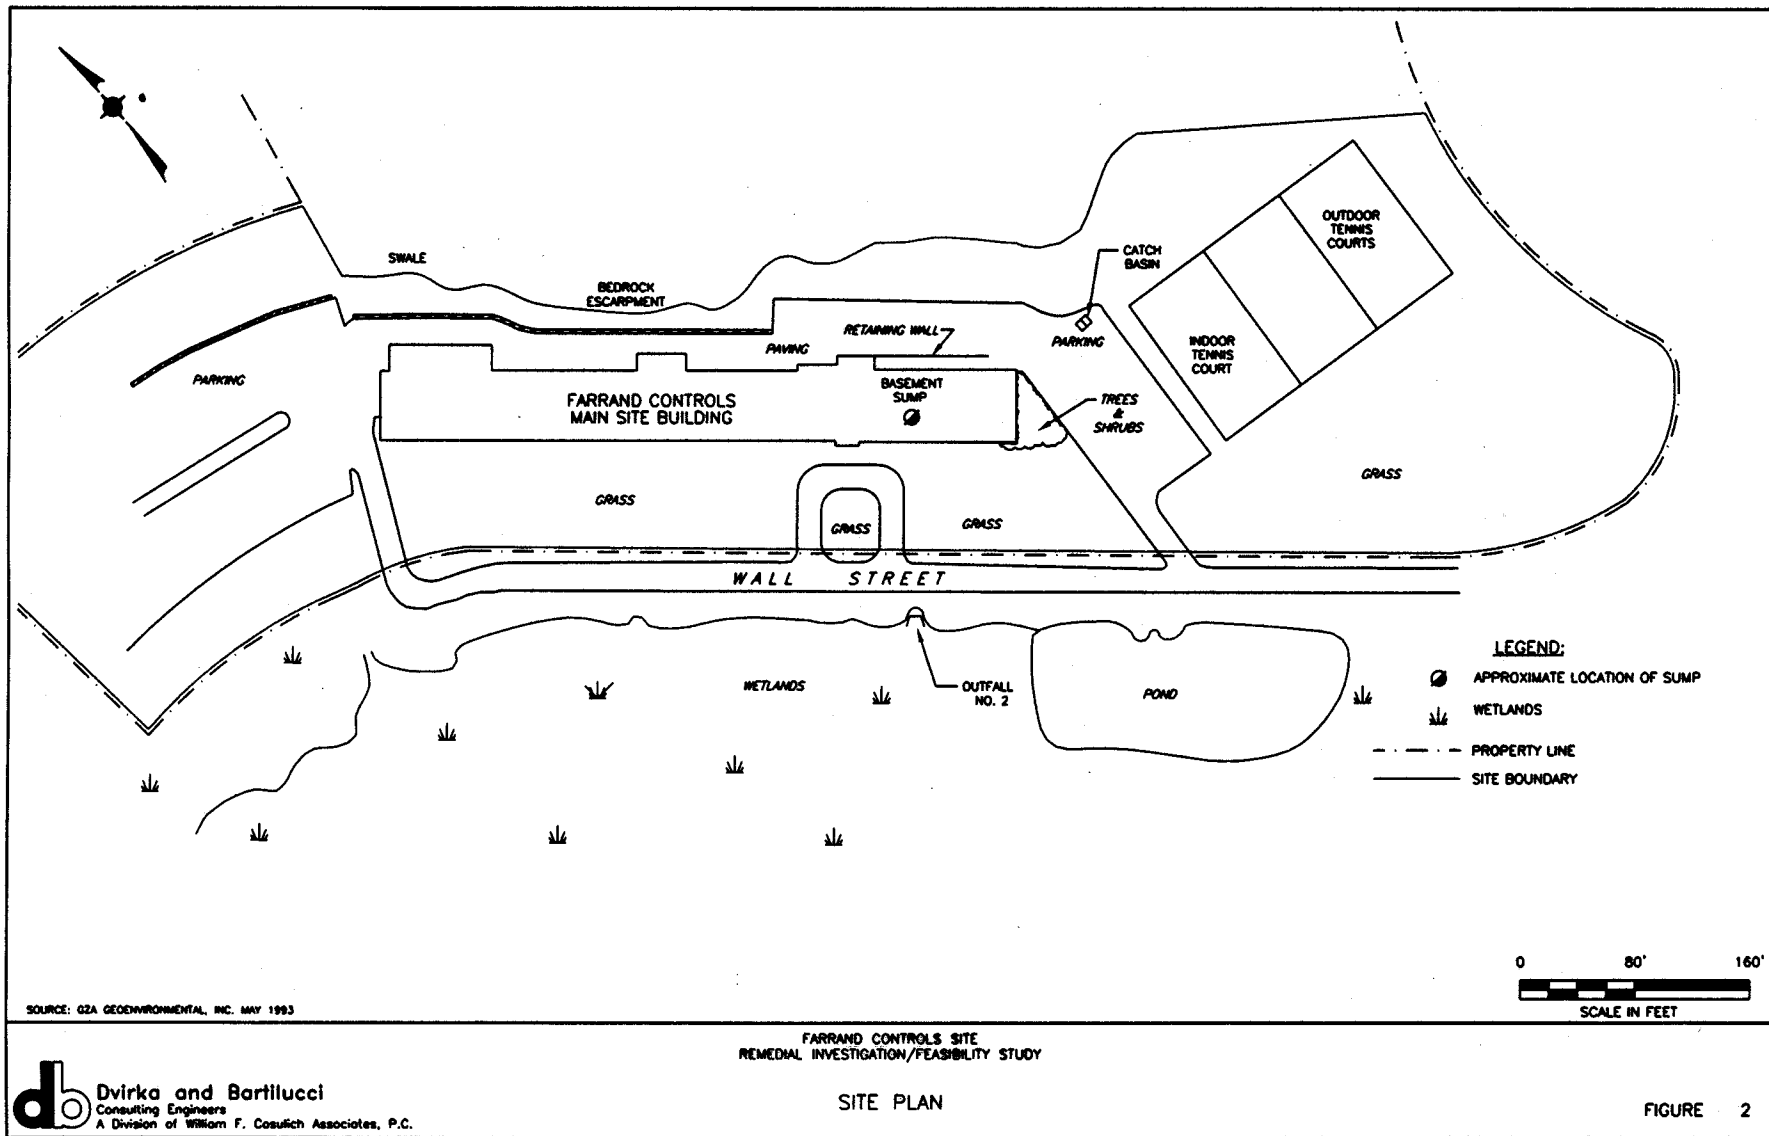 SWALE
BEDROCK
ESCARPMENT
CATCH
BASIN
OUTDOOR
TENNIS
COURTS
RETAINING WALL
PAVING
PARKING
INDOOR
TENNIS
COURT
PARKING
FARRAND CONTROLS
MAIN SITE BUILDING
BASEMENT
SUMP
TREES
&
SHRUBS
GRASS
GRASS
GRASS
GRASS
WALL STREET
WETLANDS
OUTFALL
NO. 2
POND
LEGEND:
APPROXIMATE LOCATION OF SUMP
WETLANDS
PROPERTY LINE
SITE BOUNDARY
0 80' 160'
SCALE IN FEET
SOURCE: GZA GEOENVIRONMENTAL, INC. MAY 1993
FARRAND CONTROLS SITE
REMEDIAL INVESTIGATION/FEASIBILITY STUDY
db
Dvirka and Bartilucci
Consulting Engineers
A Division of William F. Cosulich Associates, P.C.
SITE PLAN
FIGURE 2